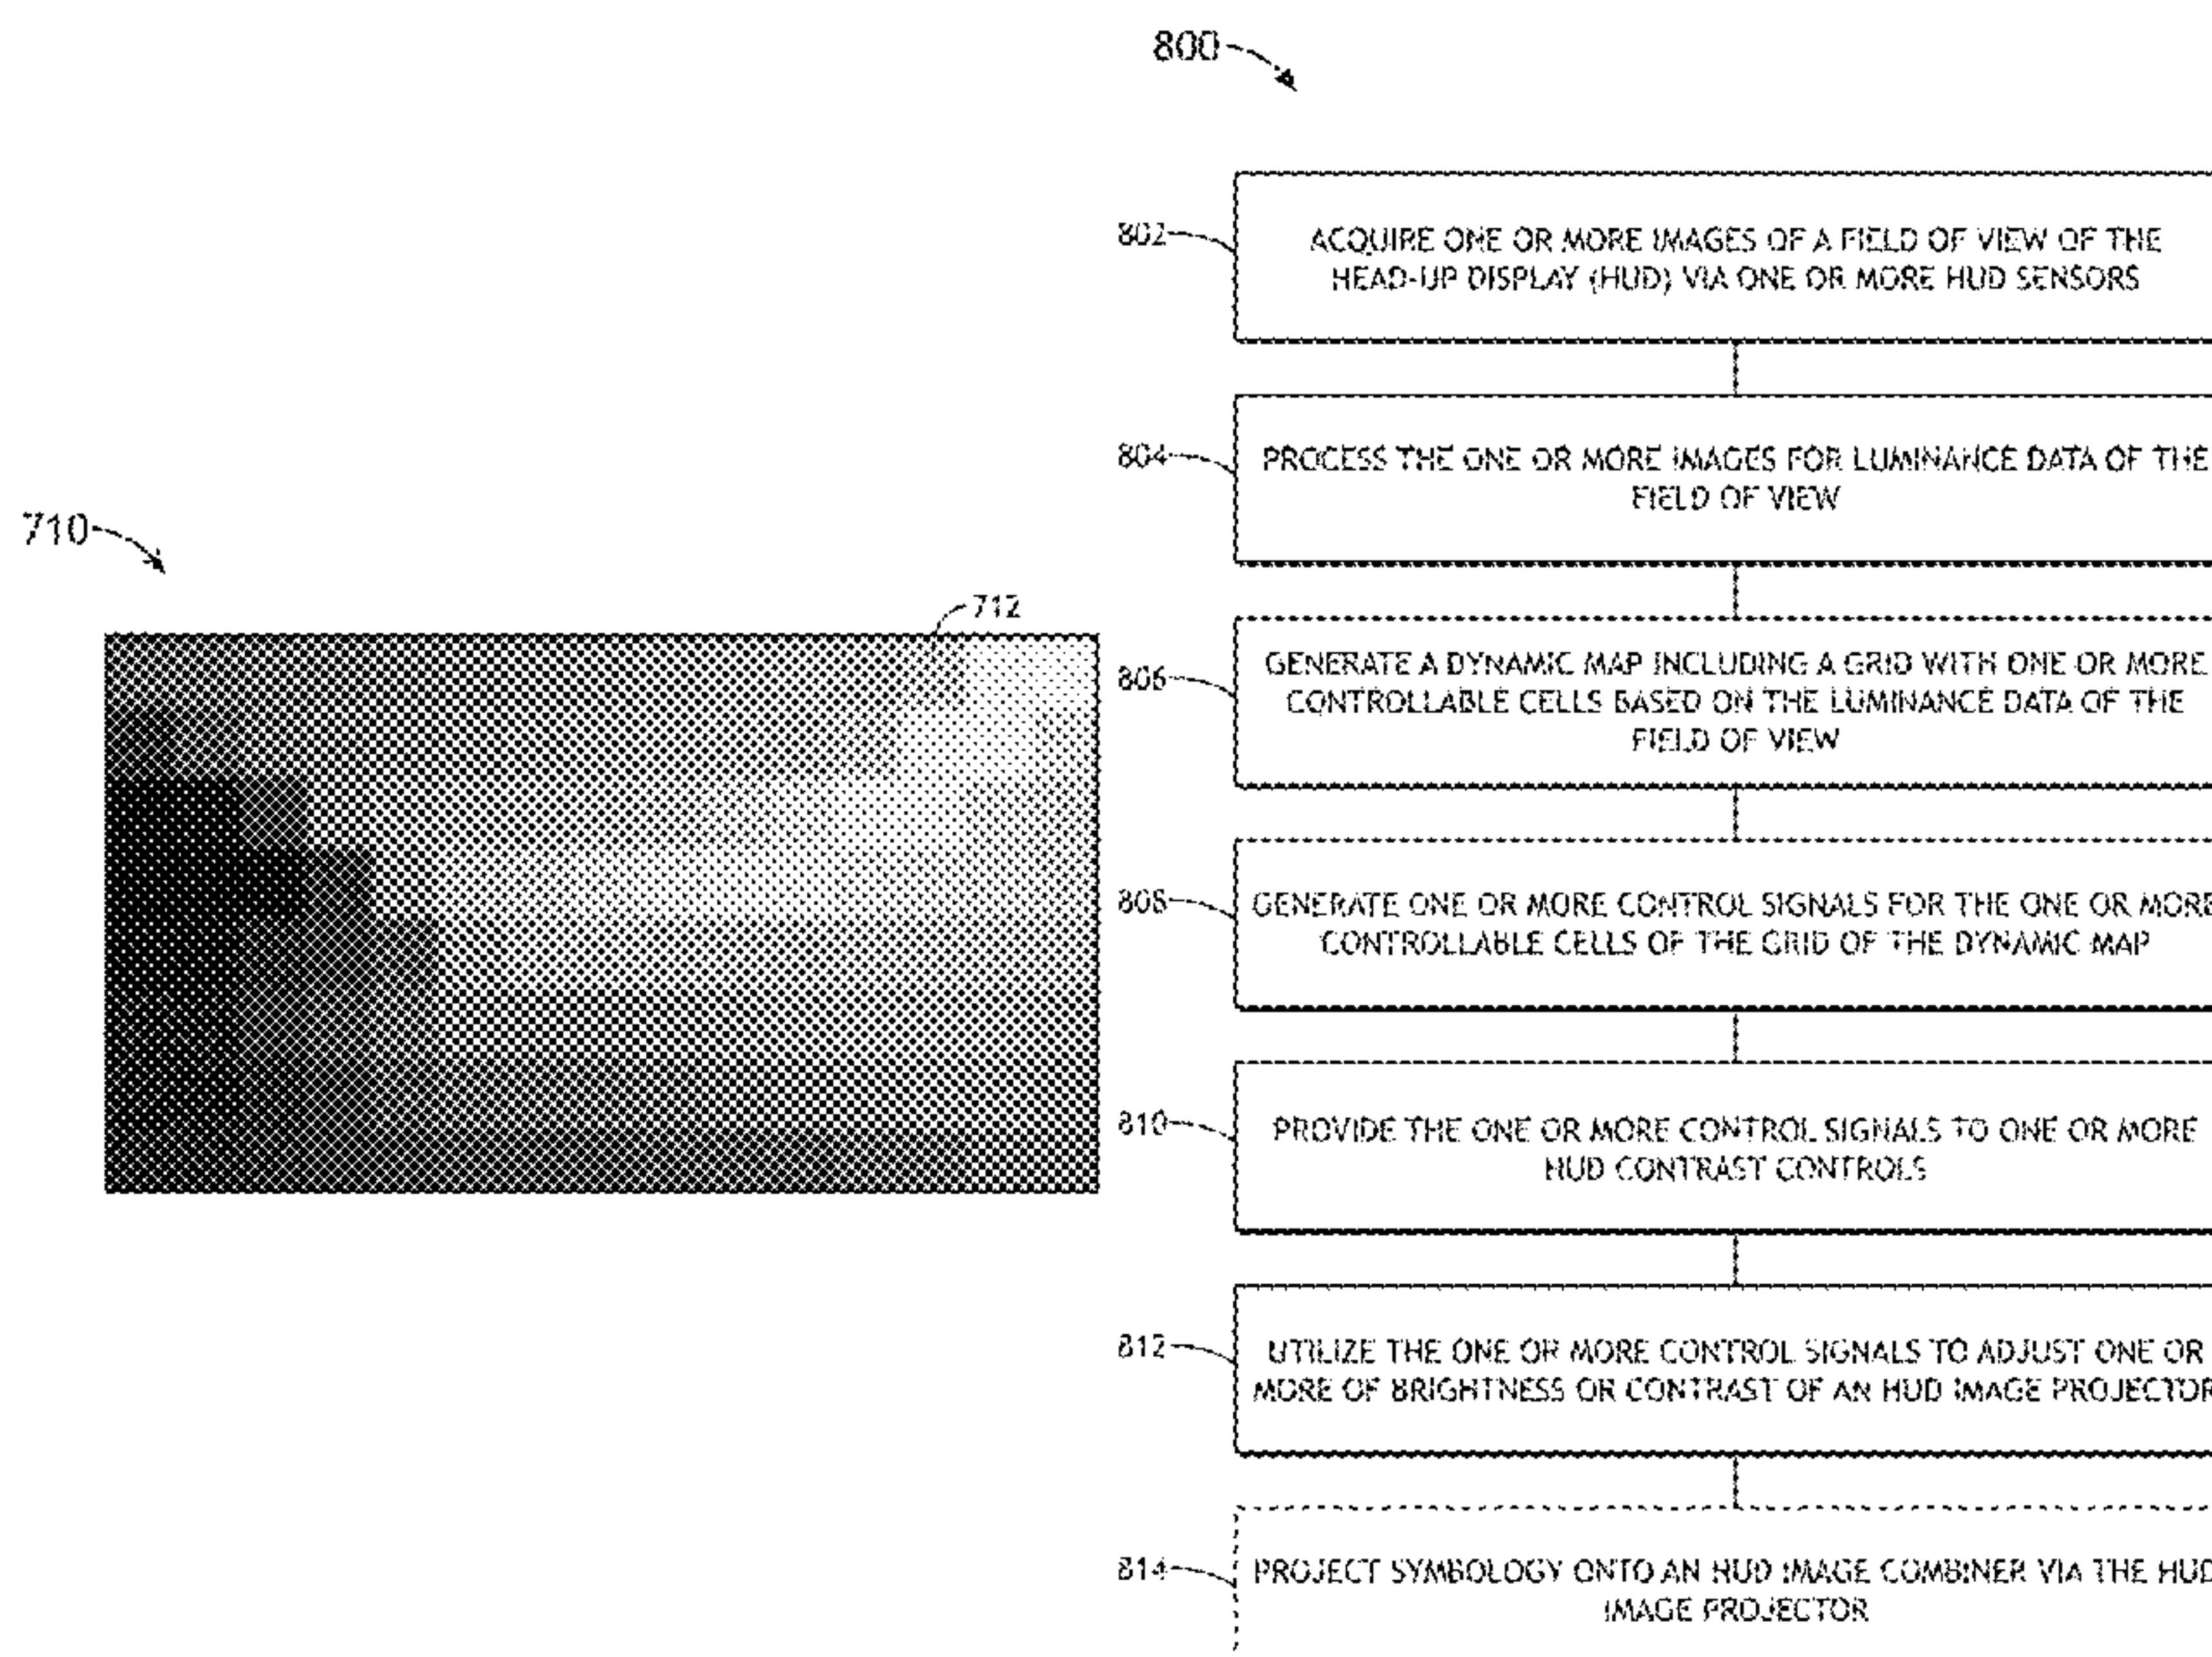 800
802
ACQUIRE ONE OR MORE IMAGES OF A FIELD OF VIEW OF THE
HEAD-UP DISPLAY (HUD) VIA ONE OR MORE HUD SENSORS
804
PROCESS THE ONE OR MORE IMAGES FOR LUMINANCE DATA OF THE
FIELD OF VIEW
710
712
806
GENERATE A DYNAMIC MAP INCLUDING A GRID WITH ONE OR MORE
CONTROLLABLE CELLS BASED ON THE LUMINANCE DATA OF THE
FIELD OF VIEW
808
GENERATE ONE OR MORE CONTROL SIGNALS FOR THE ONE OR MORE
CONTROLLABLE CELLS OF THE GRID OF THE DYNAMIC MAP
810
PROVIDE THE ONE OR MORE CONTROL SIGNALS TO ONE OR MORE
HUD CONTRAST CONTROLS
812
UTILIZE THE ONE OR MORE CONTROL SIGNALS TO ADJUST ONE OR
MORE OF BRIGHTNESS OR CONTRAST OF AN HUD IMAGE PROJECTOR
814
PROJECT SYMBOLOGY ONTO AN HUD IMAGE COMBINER VIA THE HUD
IMAGE PROJECTOR